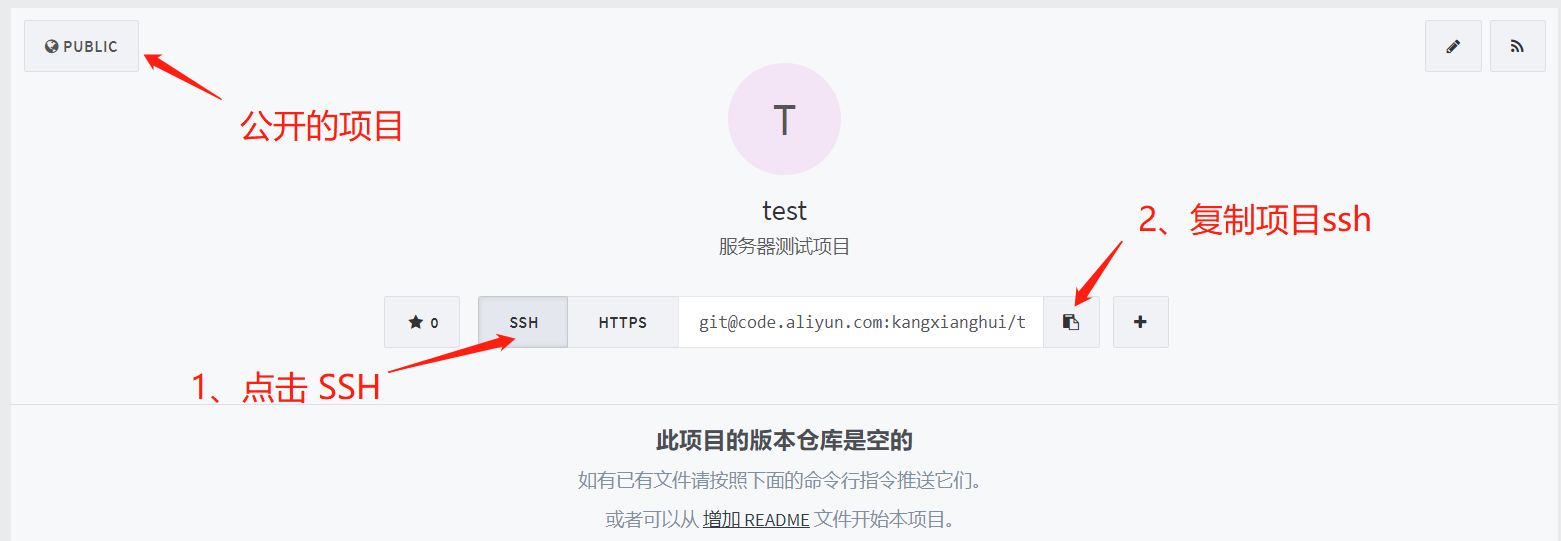 PUBLIC
公开的项目
T
test
服务器测试项目
2、复制项目ssh
0
SSH
HTTPS
git@code.aliyun.com:kangxianghui/t
1、点击 SSH
此项目的版本仓库是空的
如有已有文件请按照下面的命令行指令推送它们。
或者可以从 增加 README 文件开始本项目。